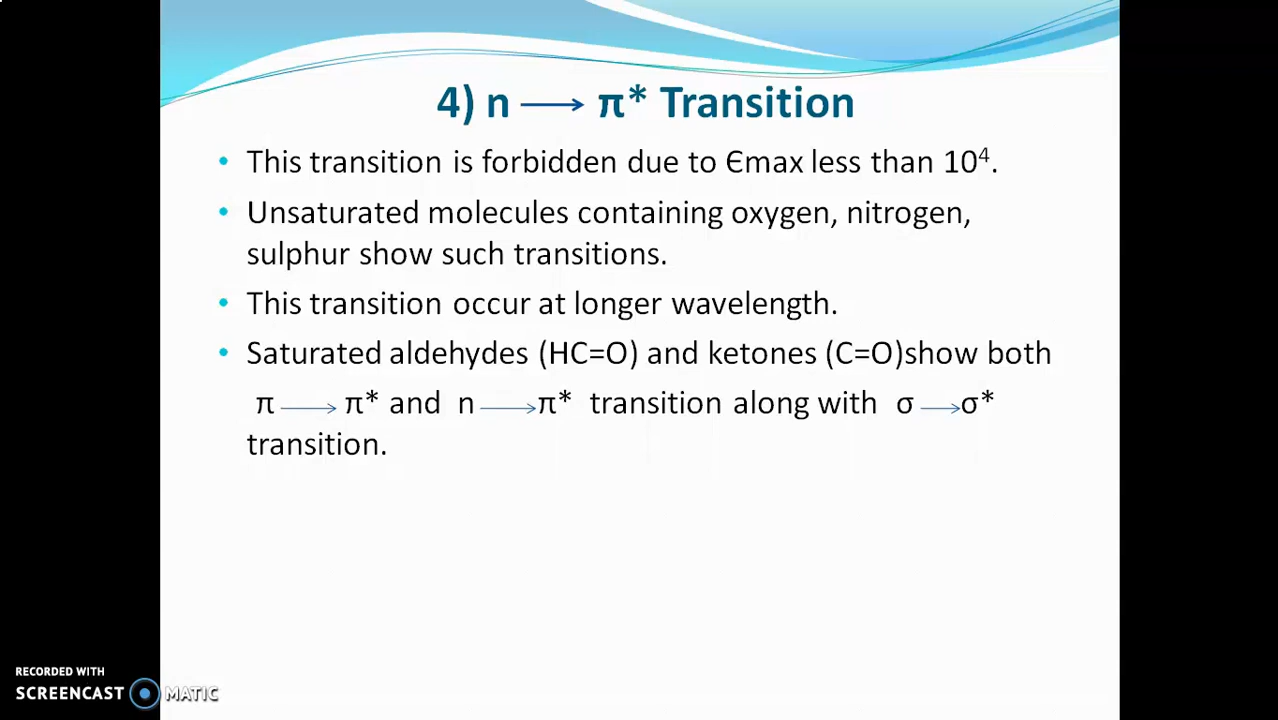 4) n ⟶ π* Transition
• This transition is forbidden due to Єmax less than 10⁴.
• Unsaturated molecules containing oxygen, nitrogen,
sulphur show such transitions.
• This transition occur at longer wavelength.
• Saturated aldehydes (HC=O) and ketones (C=O)show both
π ⟶ π* and n ⟶π* transition along with σ ⟶σ*
transition.
RECORDED WITH
SCREENCAST MATIC